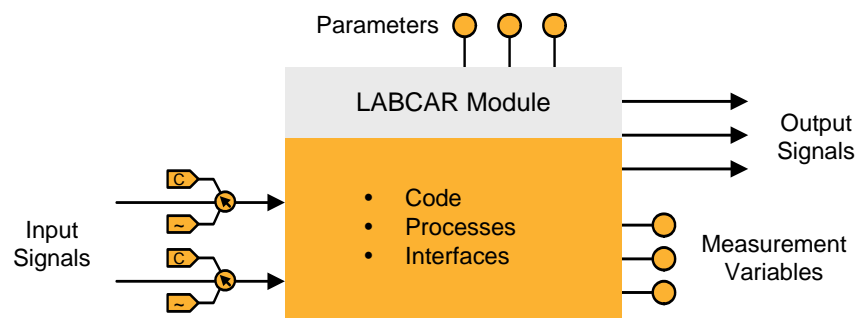 Parameters
LABCAR Module
Output
Signals
C
~
Input
Signals
C
~
• Code
• Processes
• Interfaces
Measurement
Variables